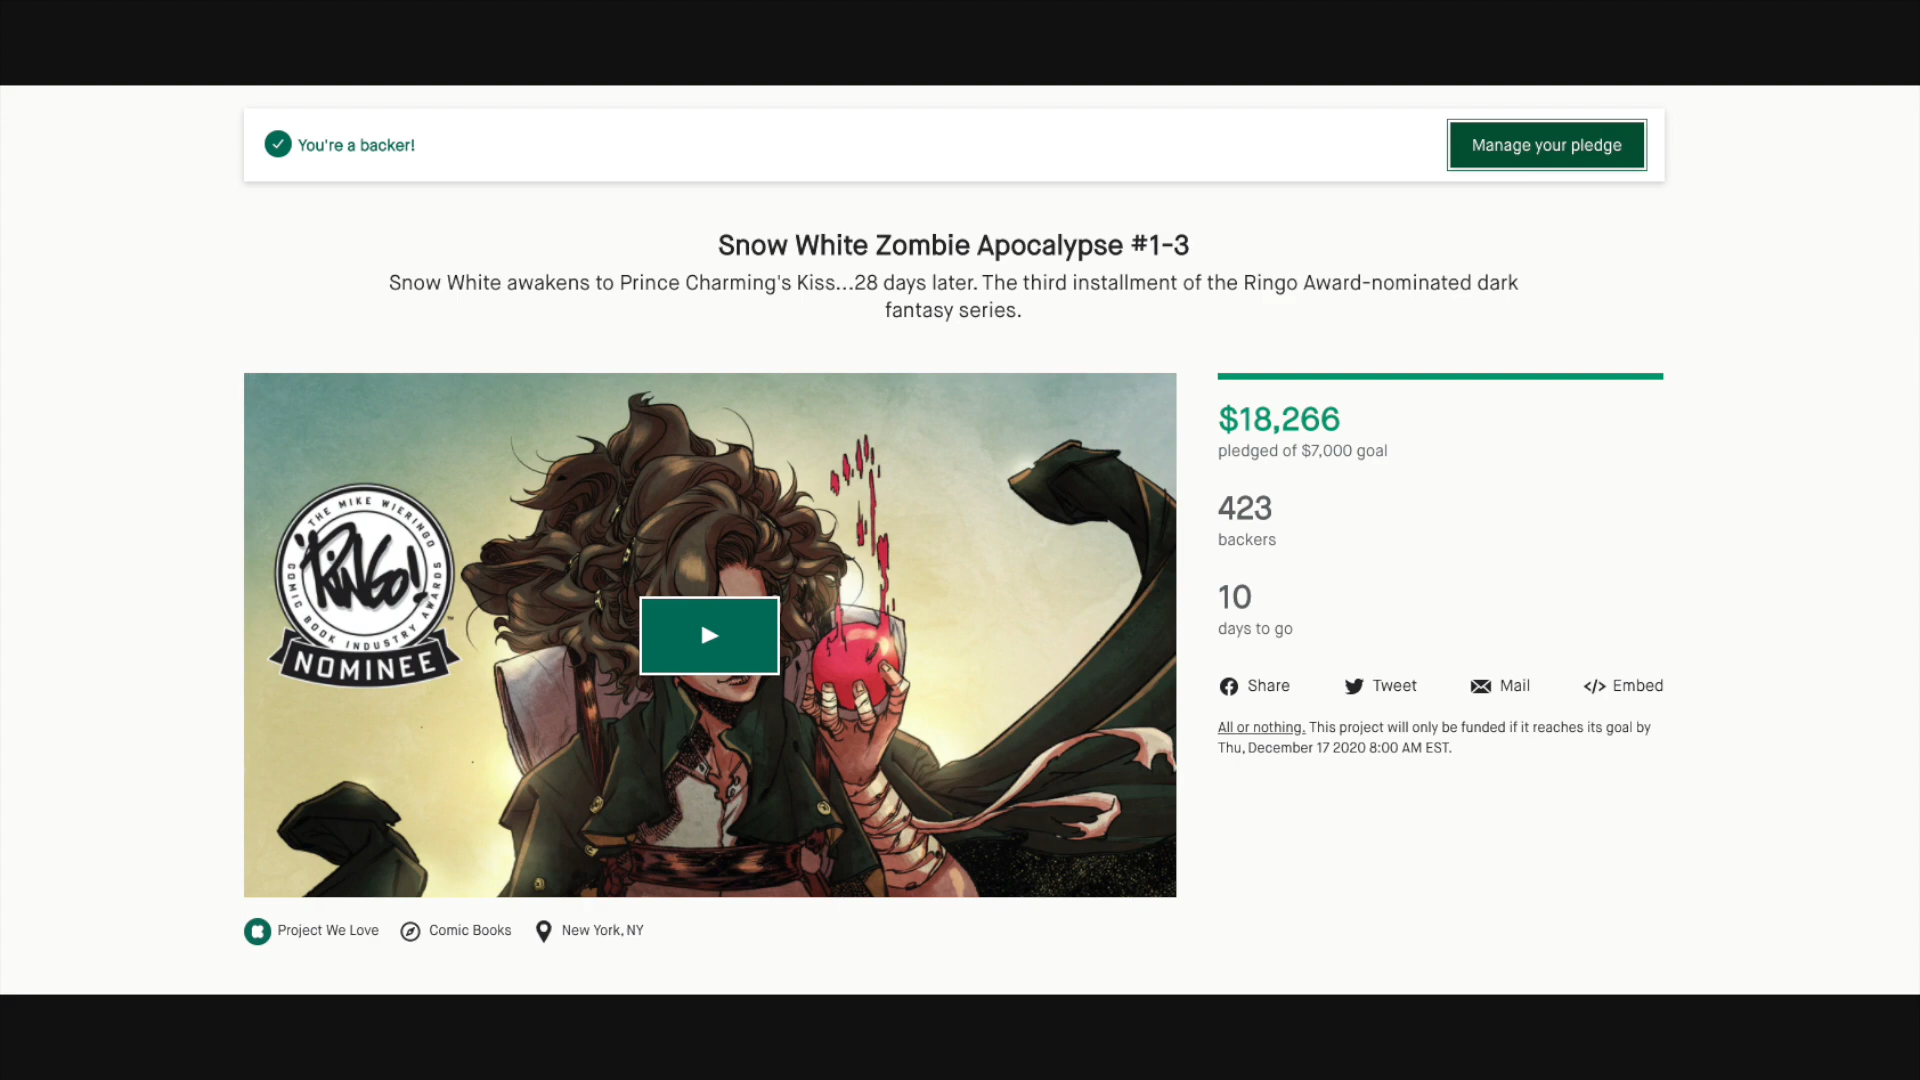 You're a backer!
Manage your pledge
Snow White Zombie Apocalypse #1-3
Snow White awakens to Prince Charming's Kiss...28 days later. The third installment of the Ringo Award-nominated dark
fantasy series.
THE MIKE WIERINGO
RINGO!
COMIC BOOK INDUSTRY AWARDS
NOMINEE
$18,266
pledged of $7,000 goal
423
backers
10
days to go
Share
Tweet
Mail
</> Embed
All or nothing. This project will only be funded if it reaches its goal by
Thu, December 17 2020 8:00 AM EST.
Project We Love
Comic Books
New York, NY